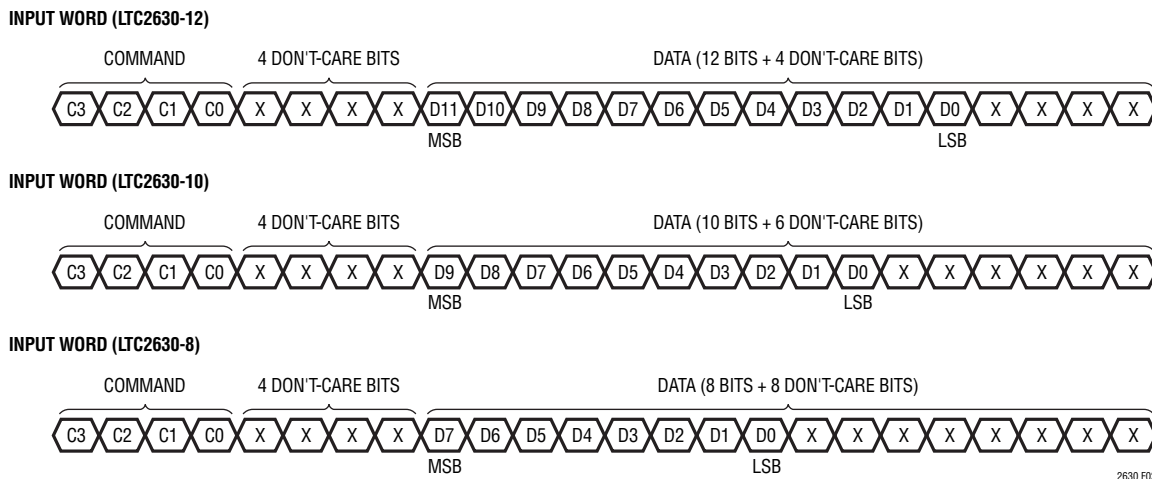 INPUT WORD (LTC2630-12)
COMMAND 4 DON'T-CARE BITS DATA (12 BITS + 4 DON'T-CARE BITS)
C3 C2 C1 C0 X X X X D11 D10 D9 D8 D7 D6 D5 D4 D3 D2 D1 D0 X X X X
MSB LSB
INPUT WORD (LTC2630-10)
COMMAND 4 DON'T-CARE BITS DATA (10 BITS + 6 DON'T-CARE BITS)
C3 C2 C1 C0 X X X X D9 D8 D7 D6 D5 D4 D3 D2 D1 D0 X X X X X X
MSB LSB
INPUT WORD (LTC2630-8)
COMMAND 4 DON'T-CARE BITS DATA (8 BITS + 8 DON'T-CARE BITS)
C3 C2 C1 C0 X X X X D7 D6 D5 D4 D3 D2 D1 D0 X X X X X X X X
MSB LSB
2630